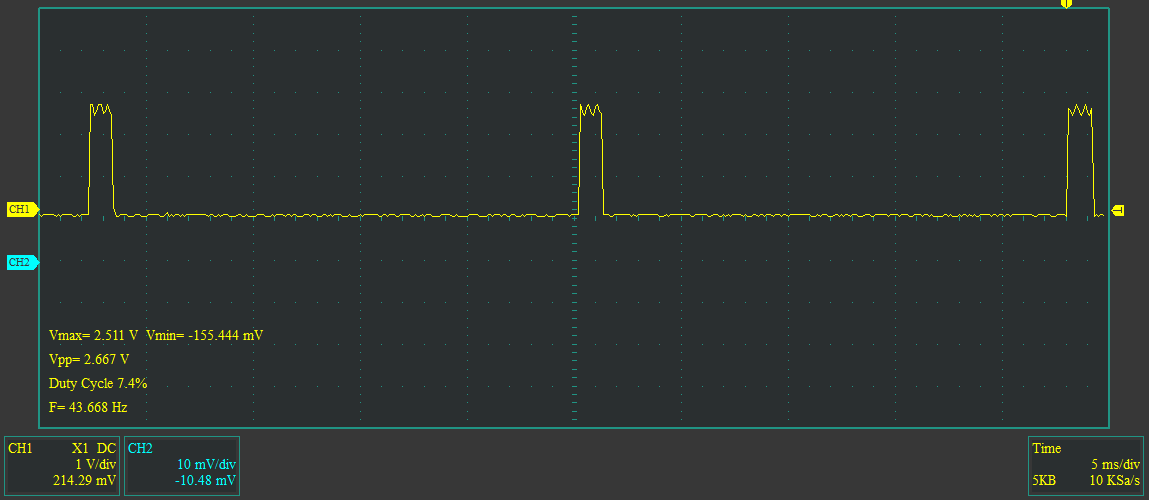 CH1
CH2
Vmax= 2.511 V Vmin= -155.444 mV
Vpp= 2.667 V
Duty Cycle 7.4%
F= 43.668 Hz
CH1 X1 DC
1 V/div
214.29 mV
CH2
10 mV/div
-10.48 mV
Time
5 ms/div
5KB 10 KSa/s